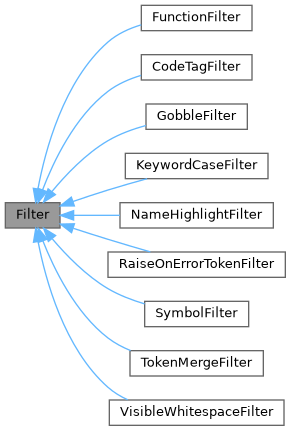 FunctionFilter
CodeTagFilter
GobbleFilter
KeywordCaseFilter
Filter
NameHighlightFilter
RaiseOnErrorTokenFilter
SymbolFilter
TokenMergeFilter
VisibleWhitespaceFilter